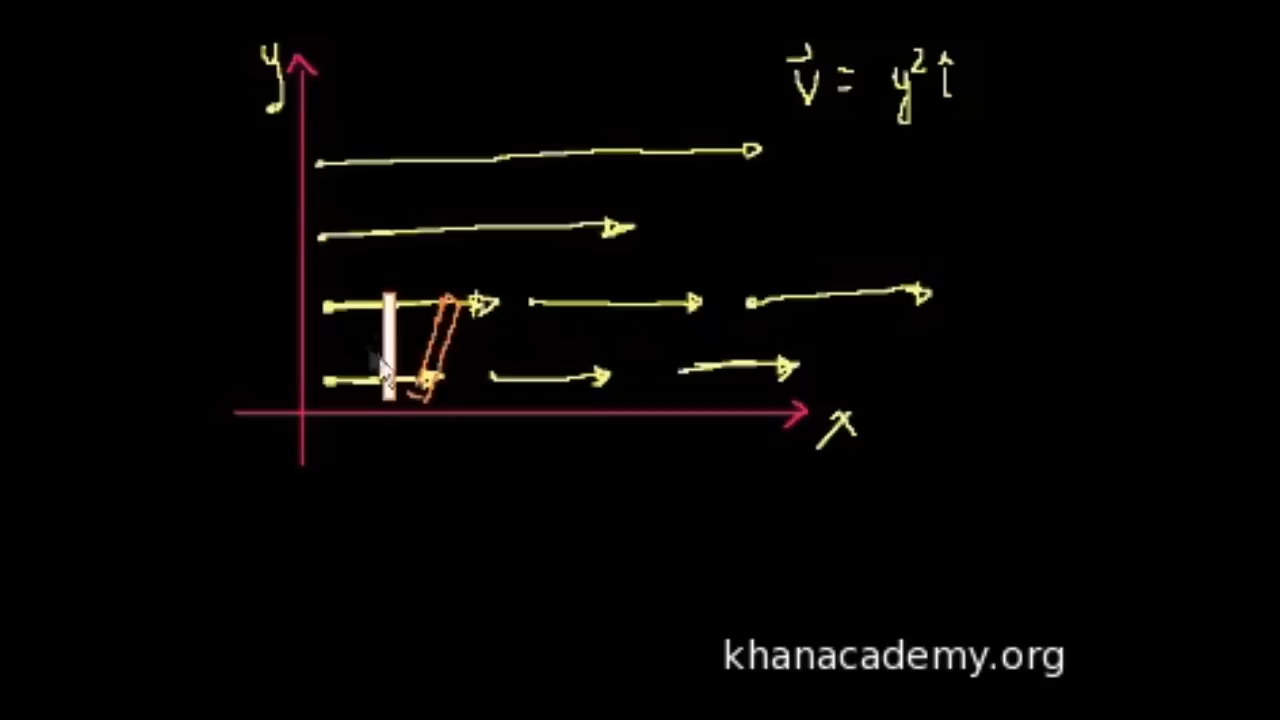 y
v⃗ = y² î
x
khanacademy.org